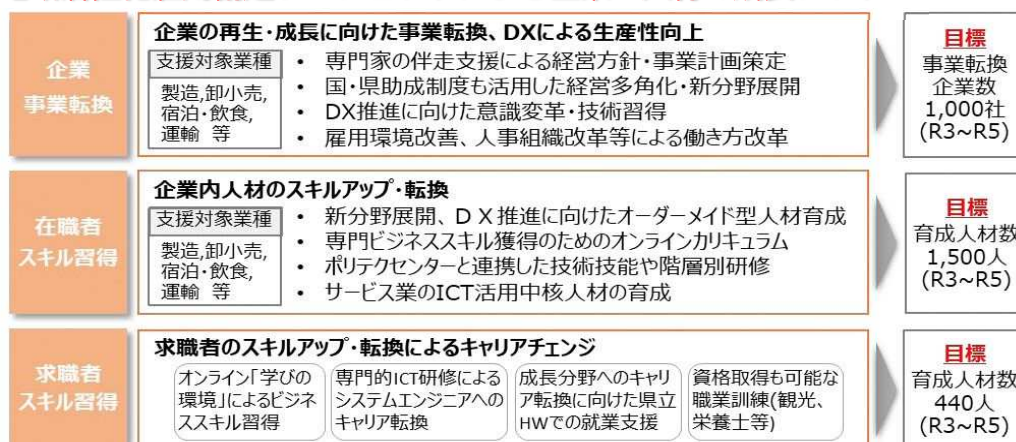 企業
事業転換
企業の再生・成長に向けた事業転換、DXによる生産性向上
支援対象業種
製造,卸小売,
宿泊・飲食,
運輸 等
・ 専門家の伴走支援による経営方針・事業計画策定
・ 国・県助成制度も活用した経営多角化・新分野展開
・ DX推進に向けた意識変革・技術習得
・ 雇用環境改善、人事組織改革等による働き方改革
目標
事業転換
企業数
1,000社
(R3~R5)
在職者
スキル習得
企業内人材のスキルアップ・転換
支援対象業種
製造,卸小売,
宿泊・飲食,
運輸 等
・ 新分野展開、ＤＸ推進に向けたオーダーメイド型人材育成
・ 専門ビジネススキル獲得のためのオンラインカリキュラム
・ ポリテクセンターと連携した技術技能や階層別研修
・ サービス業のICT活用中核人材の育成
目標
育成人材数
1,500人
(R3~R5)
求職者
スキル習得
求職者のスキルアップ・転換によるキャリアチェンジ
オンライン「学びの
環境」によるビジネ
ススキル習得
専門的ICT研修による
システムエンジニアへの
キャリア転換
成長分野へのキャリ
ア転換に向けた県立
HWでの就業支援
資格取得も可能な
職業訓練(観光、
栄養士等)
目標
育成人材数
440人
(R3~R5)